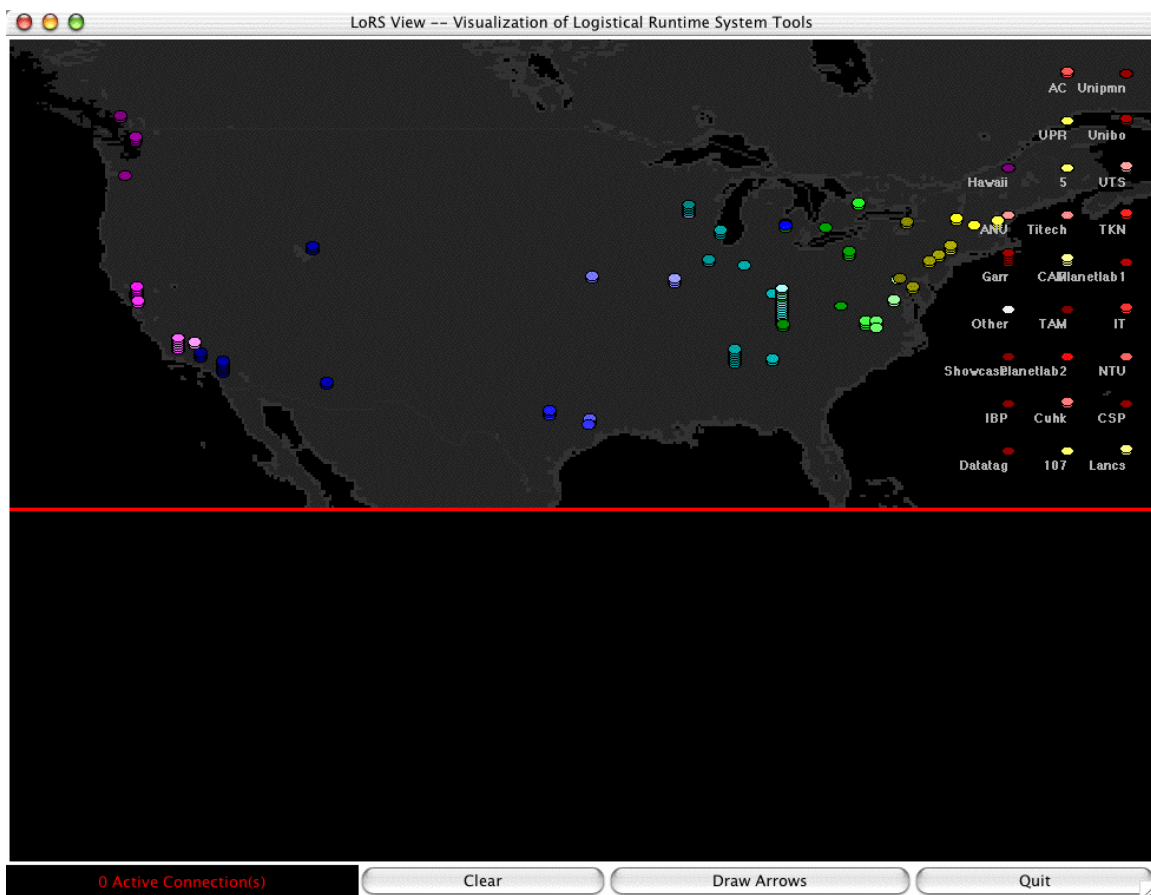 LoRS View -- Visualization of Logistical Runtime System Tools
AC Unipmn
UPR Unibo
Hawaii 5 UTS
ANU Titech TKN
Garr Planetlab1
Other TAM IT
Showcase Planetlab2 NTU
IBP Cuhk CSP
Datatag 107 Lancs
0 Active Connection(s) Clear Draw Arrows Quit